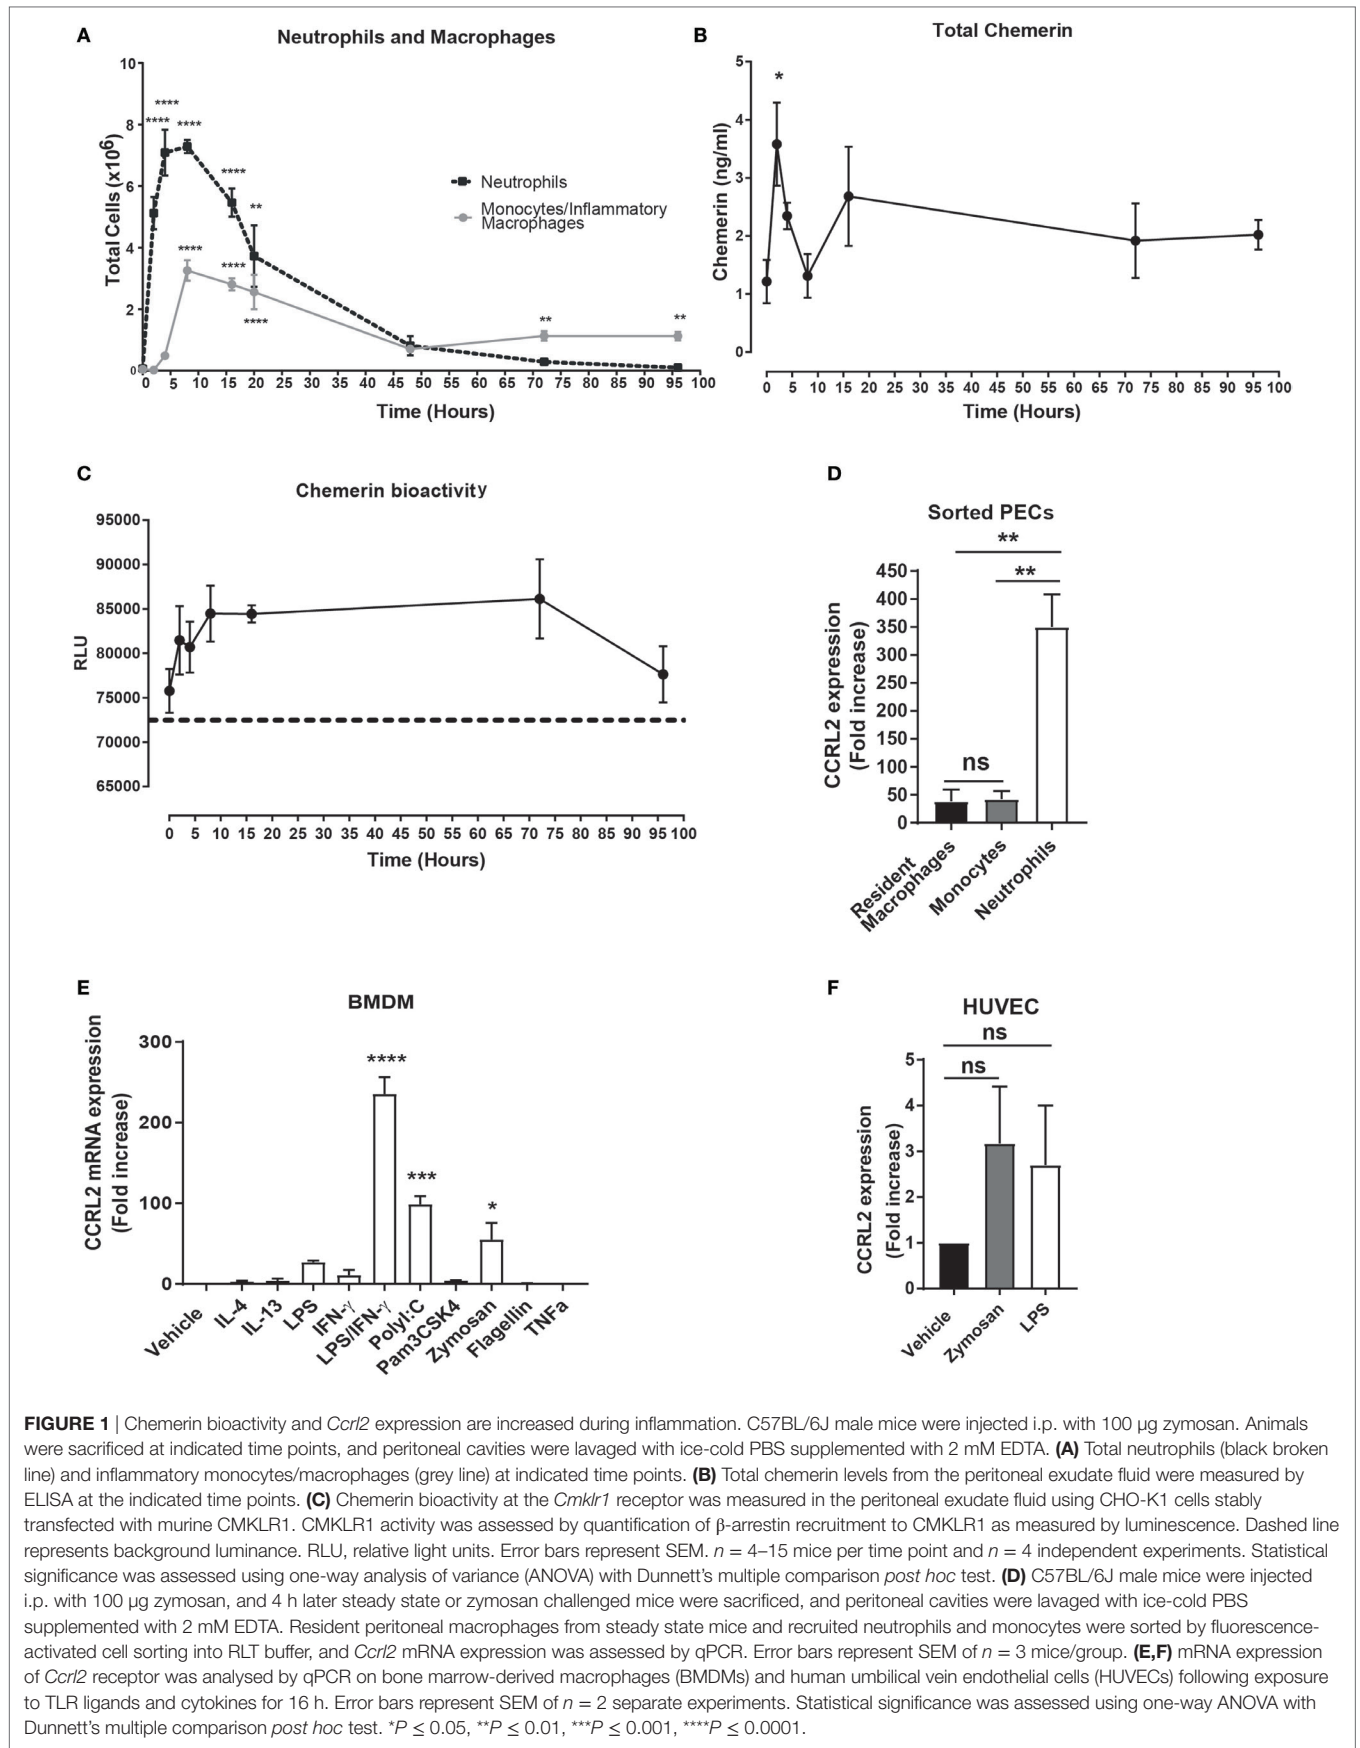 A
Neutrophils and Macrophages
Total Cells (x10⁶)
10
8
6
4
2
0
****
****
****
****
**
****
****
****
**
**
Neutrophils
Monocytes/Inflammatory
Macrophages
0 5 10 15 20 25 30 35 40 45 50 55 60 65 70 75 80 85 90 95 100
Time (Hours)
B
Total Chemerin
Chemerin (ng/ml)
5
4
3
2
1
0
*
0 5 10 15 20 25 30 35 40 45 50 55 60 65 70 75 80 85 90 95 100
Time (Hours)
C
Chemerin bioactivity
RLU
95000
90000
85000
80000
75000
70000
65000
0 5 10 15 20 25 30 35 40 45 50 55 60 65 70 75 80 85 90 95 100
Time (Hours)
D
Sorted PECs
**
**
ns
CCRL2 expression
(Fold increase)
450
400
350
300
250
200
150
100
50
0
Resident
Macrophages
Monocytes
Neutrophils
E
BMDM
CCRL2 mRNA expression
(Fold increase)
300
200
100
0
****
***
*
Vehicle
IL-4
IL-13
LPS
IFN-γ
LPS/IFN-γ
PolyI:C
Pam3CSK4
Zymosan
Flagellin
TNFa
F
HUVEC
ns
ns
CCRL2 expression
(Fold increase)
5
4
3
2
1
0
Vehicle
Zymosan
LPS
FIGURE 1 | Chemerin bioactivity and Ccrl2 expression are increased during inflammation. C57BL/6J male mice were injected i.p. with 100 µg zymosan. Animals
were sacrificed at indicated time points, and peritoneal cavities were lavaged with ice-cold PBS supplemented with 2 mM EDTA. (A) Total neutrophils (black broken
line) and inflammatory monocytes/macrophages (grey line) at indicated time points. (B) Total chemerin levels from the peritoneal exudate fluid were measured by
ELISA at the indicated time points. (C) Chemerin bioactivity at the Cmklr1 receptor was measured in the peritoneal exudate fluid using CHO-K1 cells stably
transfected with murine CMKLR1. CMKLR1 activity was assessed by quantification of β-arrestin recruitment to CMKLR1 as measured by luminescence. Dashed line
represents background luminance. RLU, relative light units. Error bars represent SEM. n = 4–15 mice per time point and n = 4 independent experiments. Statistical
significance was assessed using one-way analysis of variance (ANOVA) with Dunnett's multiple comparison post hoc test. (D) C57BL/6J male mice were injected
i.p. with 100 µg zymosan, and 4 h later steady state or zymosan challenged mice were sacrificed, and peritoneal cavities were lavaged with ice-cold PBS
supplemented with 2 mM EDTA. Resident peritoneal macrophages from steady state mice and recruited neutrophils and monocytes were sorted by fluorescence-
activated cell sorting into RLT buffer, and Ccrl2 mRNA expression was assessed by qPCR. Error bars represent SEM of n = 3 mice/group. (E,F) mRNA expression
of Ccrl2 receptor was analysed by qPCR on bone marrow-derived macrophages (BMDMs) and human umbilical vein endothelial cells (HUVECs) following exposure
to TLR ligands and cytokines for 16 h. Error bars represent SEM of n = 2 separate experiments. Statistical significance was assessed using one-way ANOVA with
Dunnett's multiple comparison post hoc test. *P ≤ 0.05, **P ≤ 0.01, ***P ≤ 0.001, ****P ≤ 0.0001.